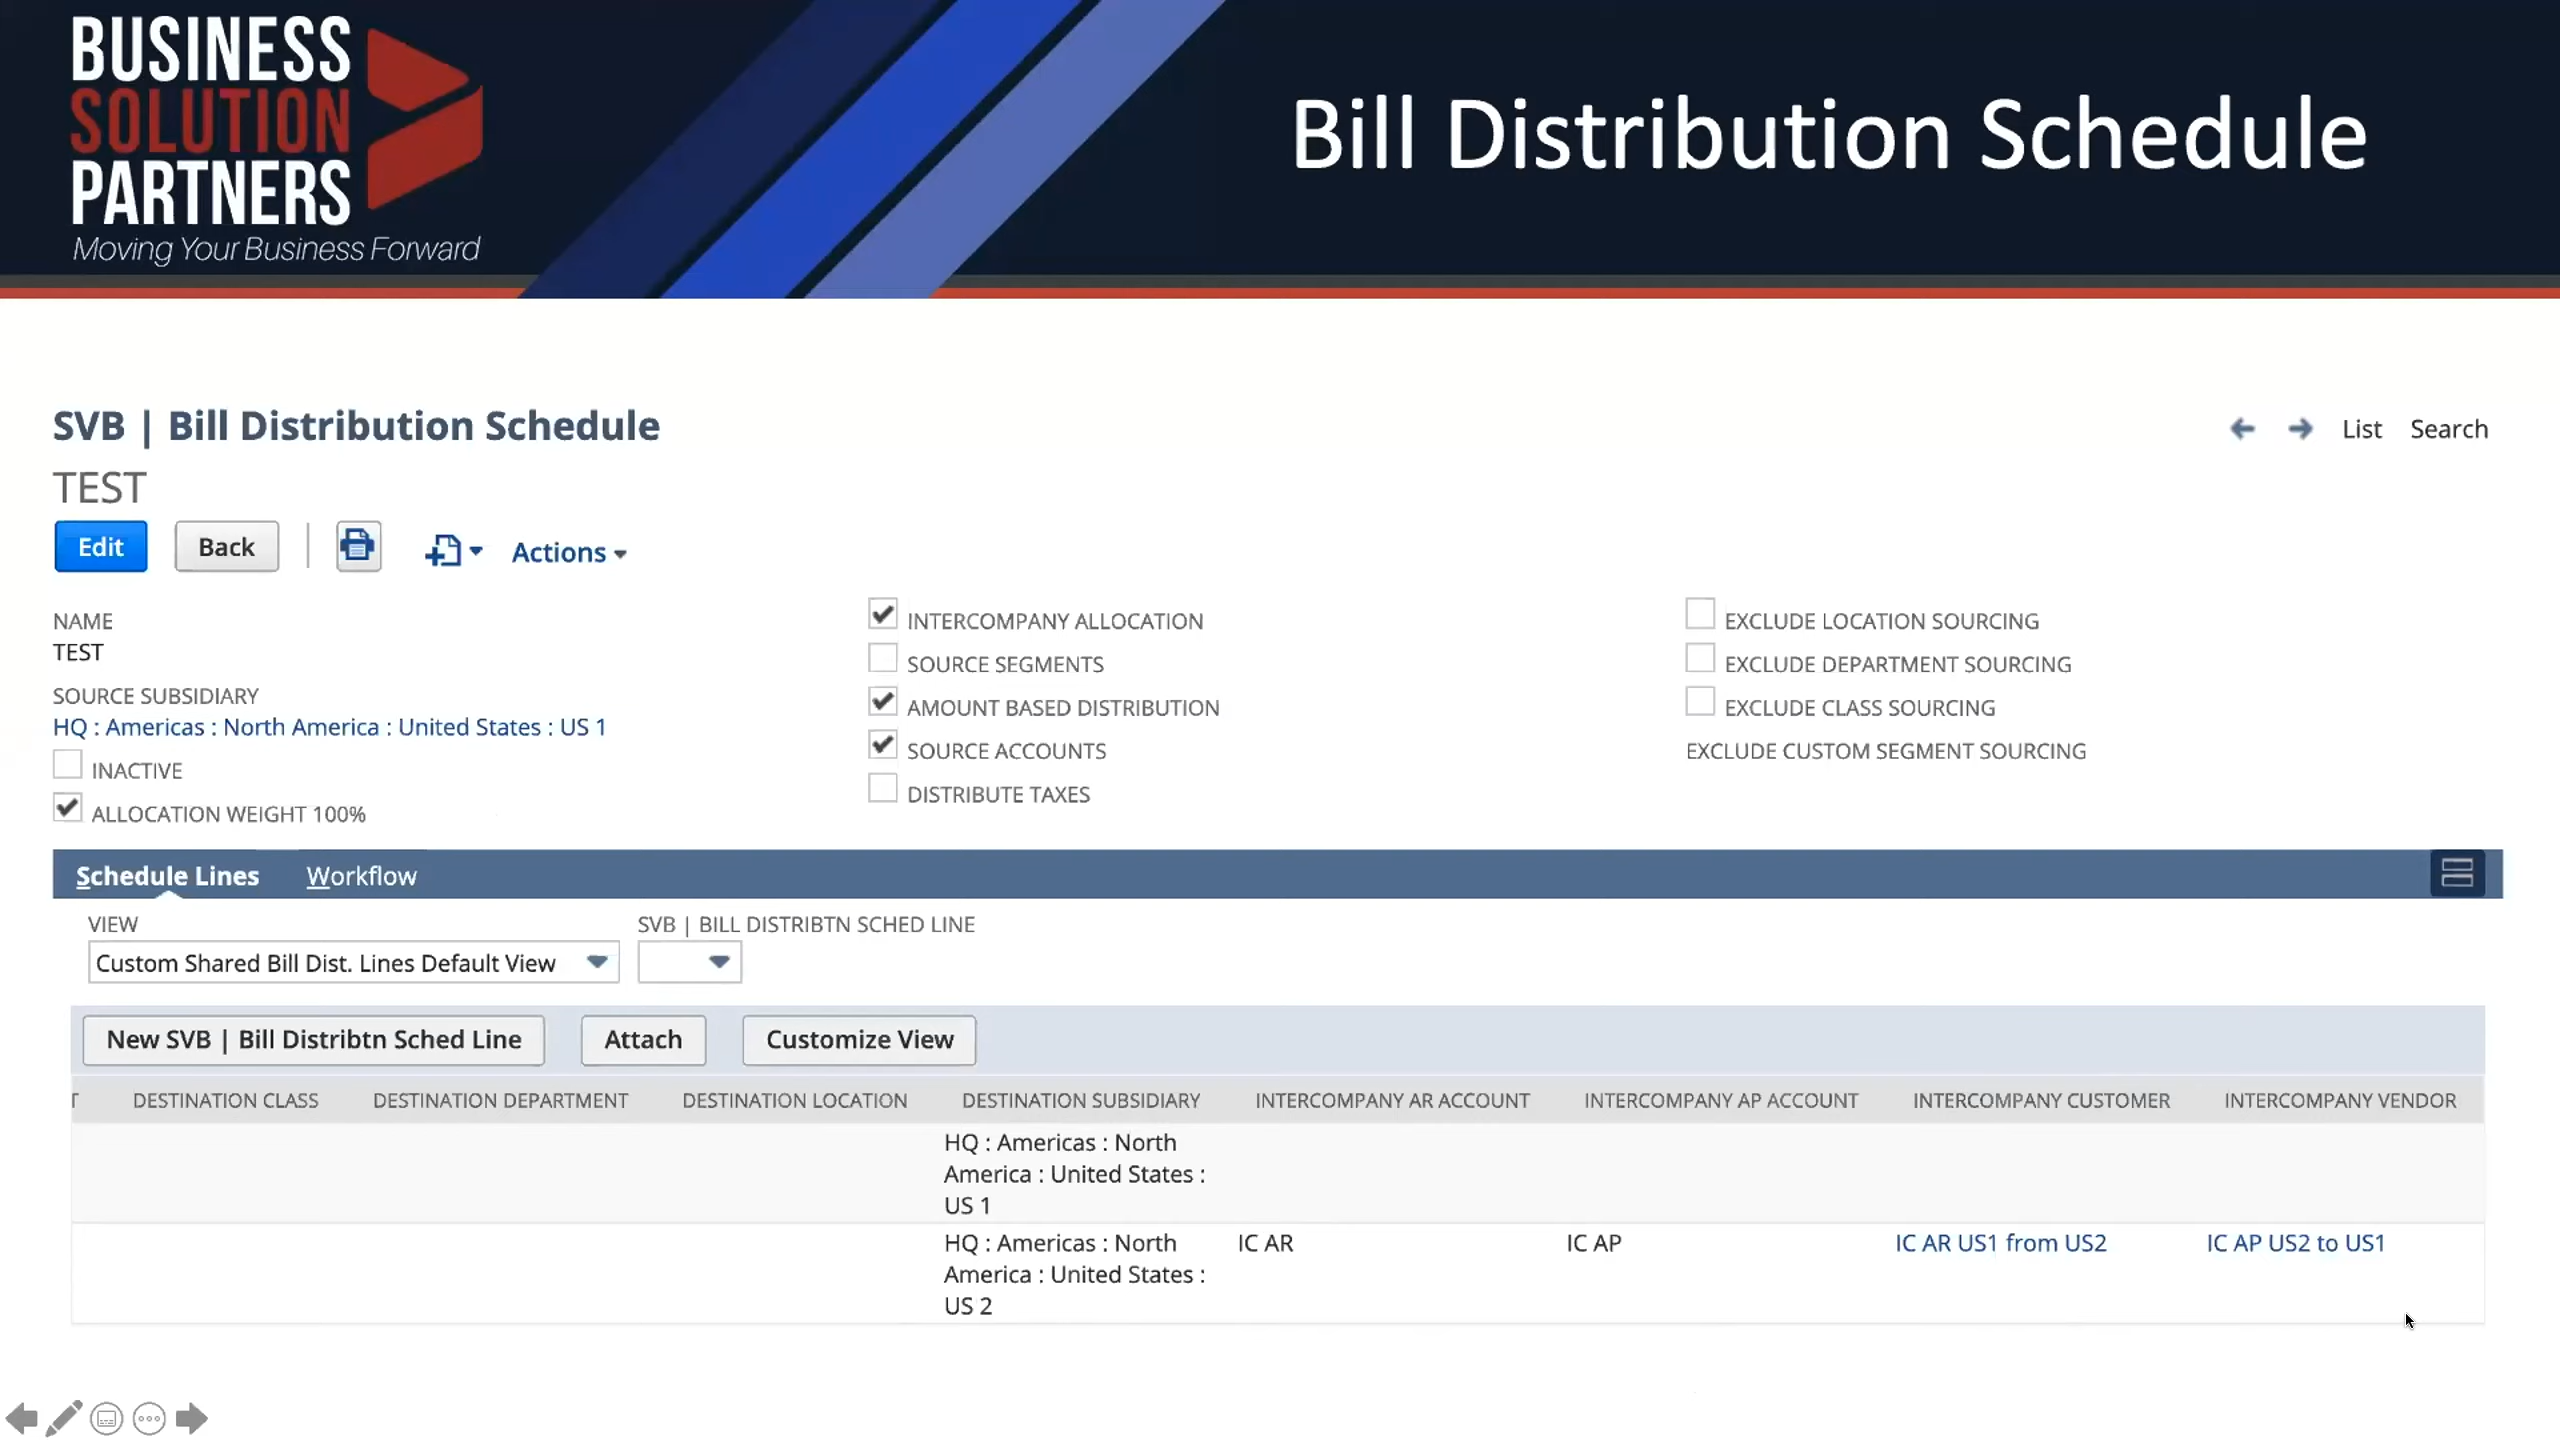 BUSINESS
SOLUTION
PARTNERS
Moving Your Business Forward
Bill Distribution Schedule
SVB | Bill Distribution Schedule
List Search
TEST
Edit Back Actions
NAME
TEST
SOURCE SUBSIDIARY
HQ : Americas : North America : United States : US 1
INACTIVE
ALLOCATION WEIGHT 100%
INTERCOMPANY ALLOCATION
SOURCE SEGMENTS
AMOUNT BASED DISTRIBUTION
SOURCE ACCOUNTS
DISTRIBUTE TAXES
EXCLUDE LOCATION SOURCING
EXCLUDE DEPARTMENT SOURCING
EXCLUDE CLASS SOURCING
EXCLUDE CUSTOM SEGMENT SOURCING
Schedule Lines Workflow
VIEW SVB | BILL DISTRIBTN SCHED LINE
Custom Shared Bill Dist. Lines Default View
New SVB | Bill Distribtn Sched Line Attach Customize View
T DESTINATION CLASS DESTINATION DEPARTMENT DESTINATION LOCATION DESTINATION SUBSIDIARY INTERCOMPANY AR ACCOUNT INTERCOMPANY AP ACCOUNT INTERCOMPANY CUSTOMER INTERCOMPANY VENDOR
HQ : Americas : North
America : United States :
US 1
HQ : Americas : North IC AR IC AP IC AR US1 from US2 IC AP US2 to US1
America : United States :
US 2